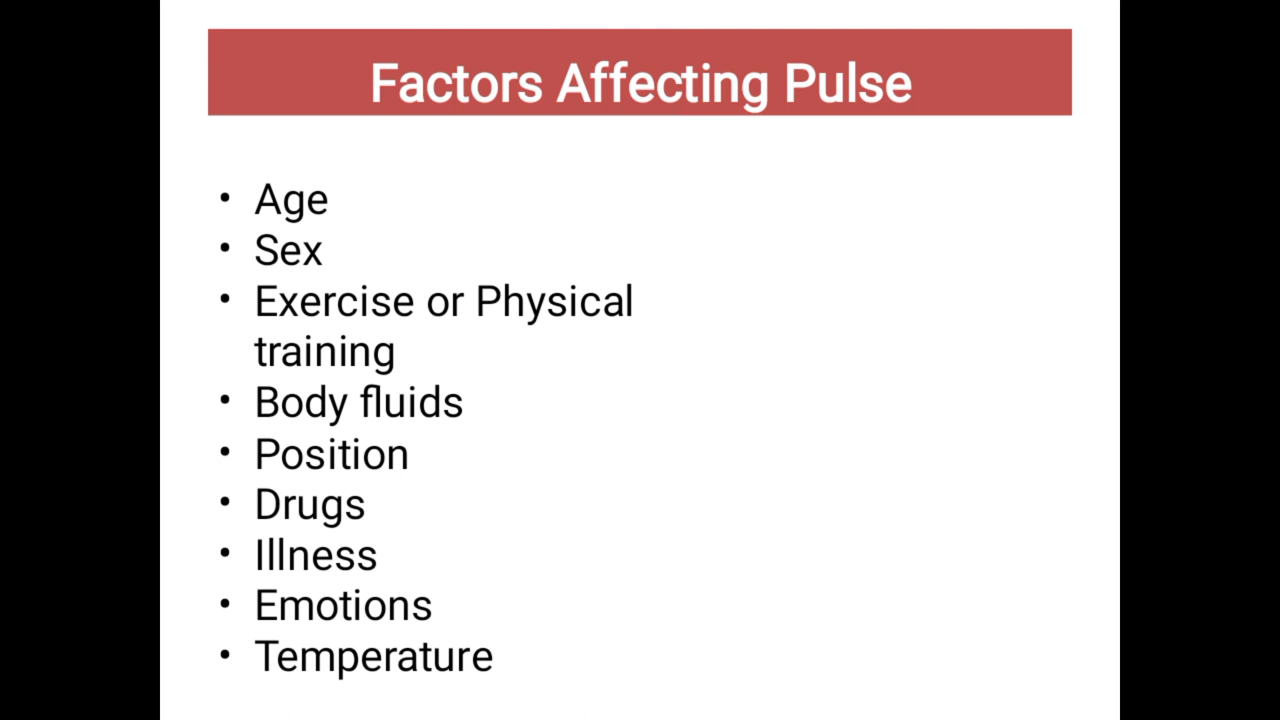 Factors Affecting Pulse
• Age
• Sex
• Exercise or Physical
training
• Body fluids
• Position
• Drugs
• Illness
• Emotions
• Temperature